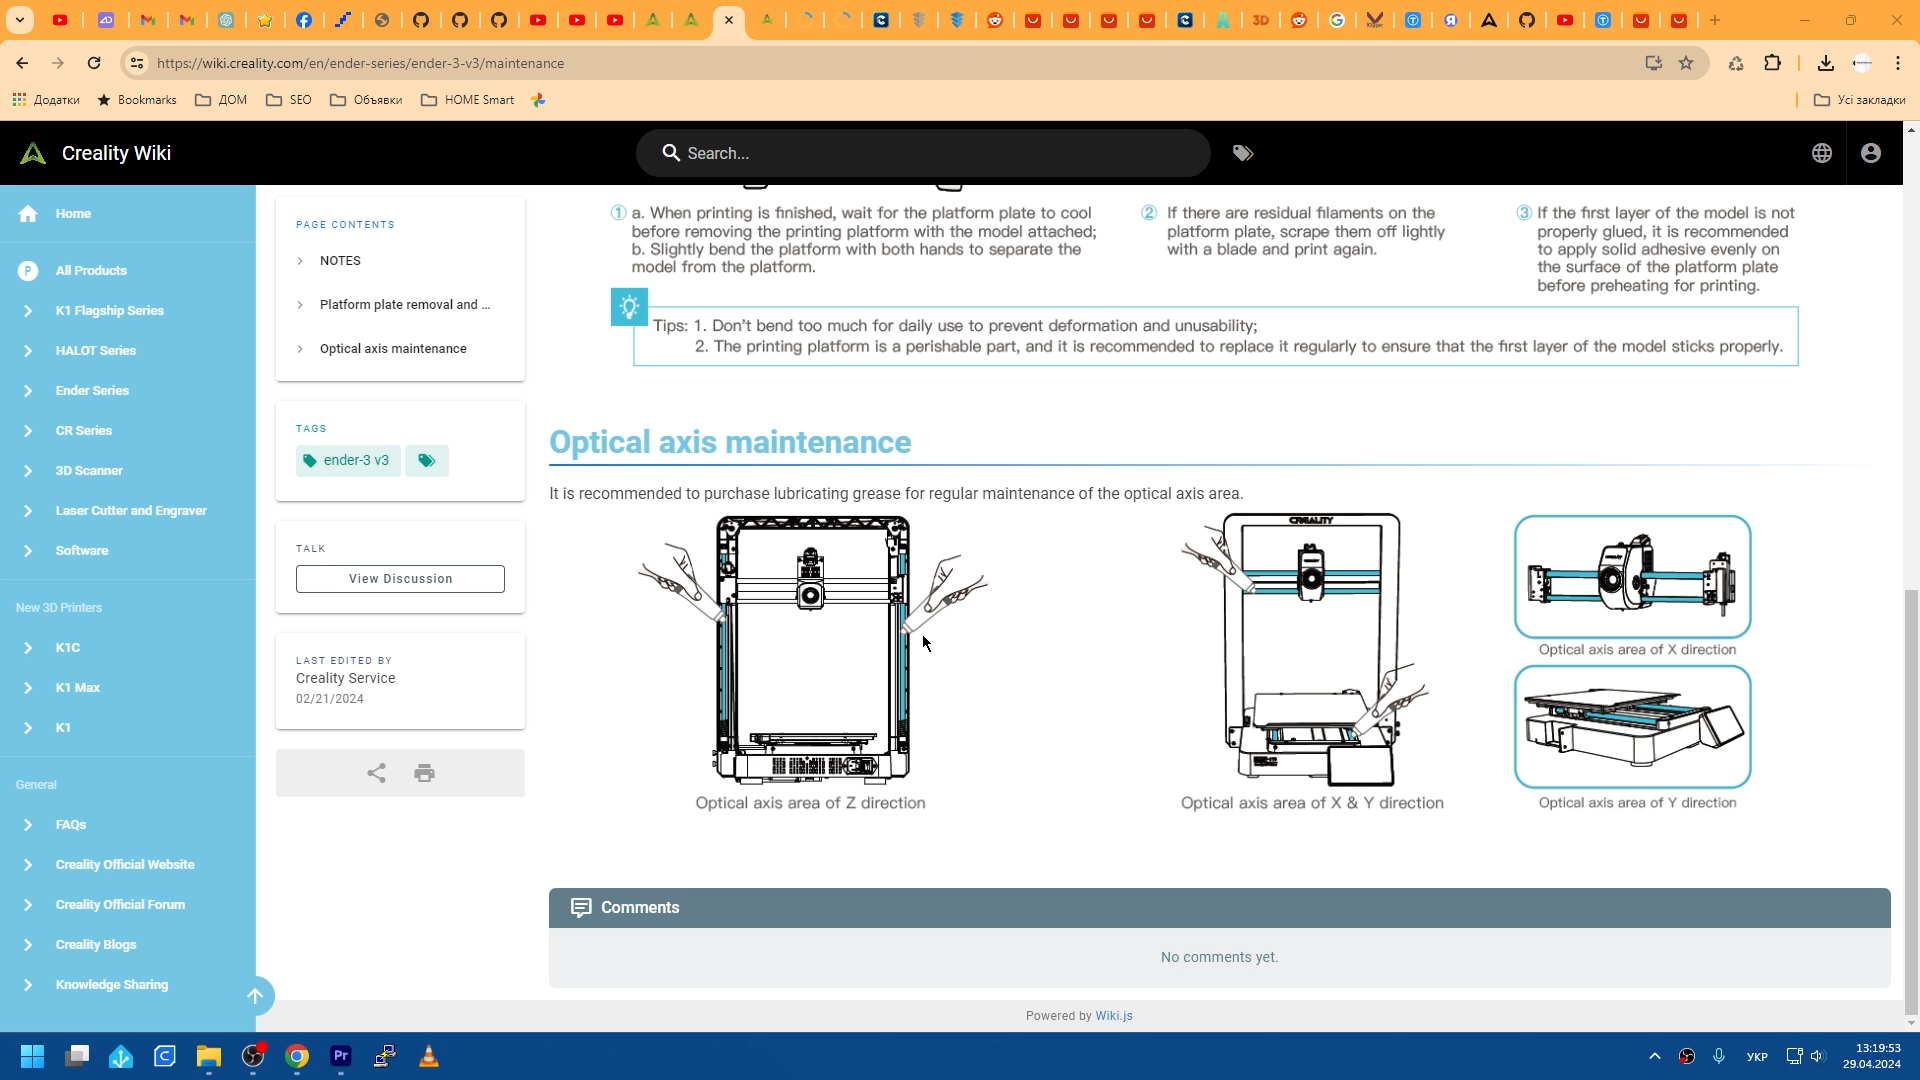 https://wiki.creality.com/en/ender-series/ender-3-v3/maintenance
Додатки
Bookmarks
ДОМ
SEO
Объявки
HOME Smart
Усі закладки
Creality Wiki
Search...
Home
All Products
K1 Flagship Series
HALOT Series
Ender Series
CR Series
3D Scanner
Laser Cutter and Engraver
Software
New 3D Printers
K1C
K1 Max
K1
General
FAQs
Creality Official Website
Creality Official Forum
Creality Blogs
Knowledge Sharing
PAGE CONTENTS
NOTES
Platform plate removal and ...
Optical axis maintenance
TAGS
ender-3 v3
TALK
View Discussion
LAST EDITED BY
Creality Service
02/21/2024
① a. When printing is finished, wait for the platform plate to cool
before removing the printing platform with the model attached;
b. Slightly bend the platform with both hands to separate the
model from the platform.
② If there are residual filaments on the
platform plate, scrape them off lightly
with a blade and print again.
③ If the first layer of the model is not
properly glued, it is recommended
to apply solid adhesive evenly on
the surface of the platform plate
before preheating for printing.
Tips: 1. Don't bend too much for daily use to prevent deformation and unusability;
2. The printing platform is a perishable part, and it is recommended to replace it regularly to ensure that the first layer of the model sticks properly.
Optical axis maintenance
It is recommended to purchase lubricating grease for regular maintenance of the optical axis area.
CREALITY
Optical axis area of Z direction
Optical axis area of X & Y direction
Optical axis area of X direction
Optical axis area of Y direction
Comments
No comments yet.
Powered by Wiki.js
УКР
13:19:53
29.04.2024